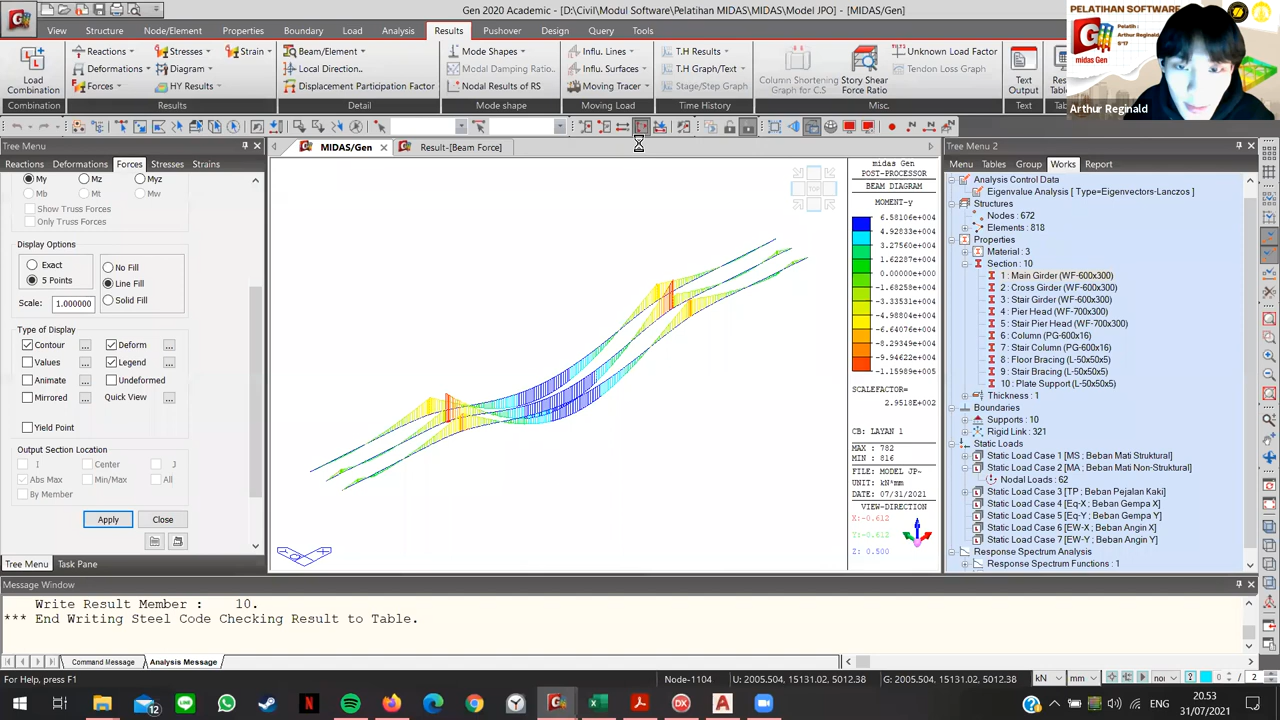 Gen 2020 Academic - [D:\Civil\Modul Software\Pelatihan MIDAS/MIDAS/Model JPO] - [MIDAS/Gen]
View Structure Node/Element Properties Boundary Load Analysis Results Pushover Design Query Tools
PELATIHAN SOFTWARE
Pelatih :
Arthur Reginald
S'17
midas Gen
Arthur Reginald
Load
Combination
Combination
Reactions
Deformations
Forces
Stresses
Diagram
HY Results
Strain
Results
Beam/Element
Local Direction
Displacement Participation Factor
Detail
Mode Shapes
Modal Damping Ratio
Nodal Results of RS
Mode shape
Influ. Lines
Influ. Surfaces
Moving Tracer
Moving Load
T.H Results
T.H Graph/Text
Stage/Step Graph
Time History
Column Shortening
Graph for C.S
Story Shear
Force Ratio
Unknown Load Factor
Tendon Loss Graph
Misc.
Text
Output
Text
Tree Menu
Reactions Deformations Forces Stresses Strains
My Mz Myz
Mb Mt Mw
Show Truss Forces
Only Truss Forces
Display Options
Exact
5 Points
No Fill
Line Fill
Solid Fill
Scale: 1.000000
Type of Display
Contour ... Deform ...
Values ... Legend ...
Animate ... Undeformed
Mirrored ... Quick View ...
Yield Point
Output Section Location
I Center J
Abs Max Min/Max All
By Member
Apply Close
Tree Menu Task Pane
MIDAS/Gen Result-[Beam Force]
TOP
midas Gen
POST-PROCESSOR
BEAM DIAGRAM
MOMENT-y
6.58106e+004
4.92833e+004
3.27560e+004
1.62287e+004
0.00000e+000
-1.68258e+004
-3.33531e+004
-4.98804e+004
-6.64076e+004
-8.29349e+004
-9.94622e+004
-1.15989e+005
SCALEFACTOR=
2.9518E+002
CB: LAYAN 1
MAX : 782
MIN : 816
FILE: MODEL JP~
UNIT: kN*mm
DATE: 07/31/2021
VIEW-DIRECTION
X:-0.612
Y:-0.612
Z: 0.500
Tree Menu 2
Menu Tables Group Works Report
Analysis Control Data
Eigenvalue Analysis [ Type=Eigenvectors-Lanczos ]
Structures
Nodes : 672
Elements : 818
Properties
Material : 3
Section : 10
1 : Main Girder (WF-600x300)
2 : Cross Girder (WF-600x300)
3 : Stair Girder (WF-600x300)
4 : Pier Head (WF-700x300)
5 : Stair Pier Head (WF-700x300)
6 : Column (PG-600x16)
7 : Stair Column (PG-600x16)
8 : Floor Bracing (L-50x50x5)
9 : Stair Bracing (L-50x50x5)
10 : Plate Support (L-50x50x5)
Thickness : 1
Boundaries
Supports : 10
Rigid Link : 321
Static Loads
Static Load Case 1 [MS ; Beban Mati Struktur]
Static Load Case 2 [MA ; Beban Mati Non-Struktural]
Nodal Loads : 62
Static Load Case 3 [TP ; Beban Pejalan Kaki]
Static Load Case 4 [Eq-X ; Beban Gempa X]
Static Load Case 5 [Eq-Y ; Beban Gempa Y]
Static Load Case 6 [EW-X ; Beban Angin X]
Static Load Case 7 [EW-Y ; Beban Angin Y]
Response Spectrum Analysis
Response Spectrum Functions : 1
Message Window
Write Result Member : 10.
*** End Writing Steel Code Checking Result to Table.
Command Message Analysis Message
For Help, press F1
Node-1104
U: 2005.504, 15131.02, 5012.38
G: 2005.504, 15131.02, 5012.38
kN mm
2
12
ENG
20.53
31/07/2021